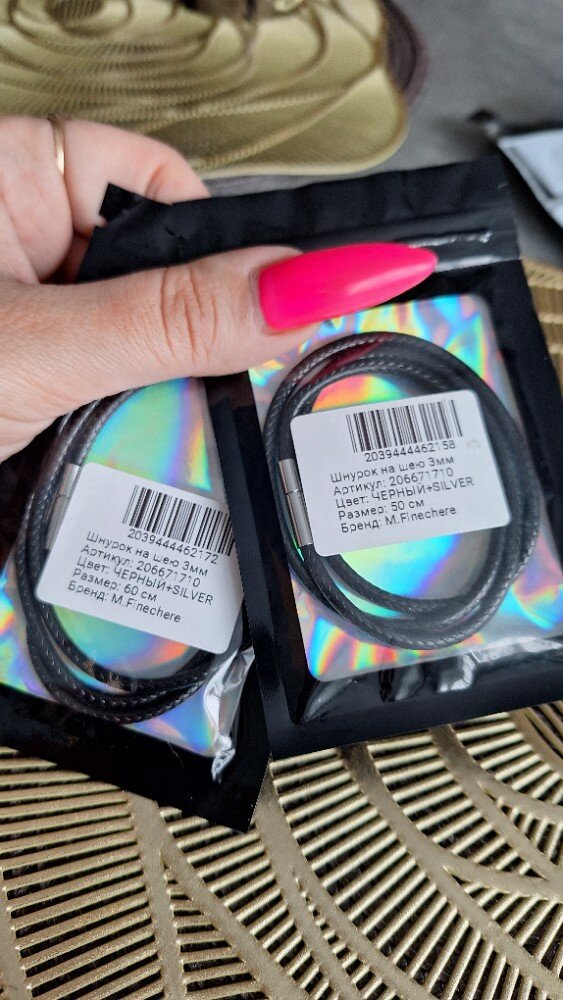 2039444462172
Шнурок на шею 3мм
Артикул: 206671710
Цвет: ЧЕРНЫЙ+SILVER
Размер: 60 см
Бренд: M.Finechere
2039444462158
Шнурок на шею 3мм
Артикул: 206671710
Цвет: ЧЕРНЫЙ+SILVER
Размер: 50 см
Бренд: M.Finechere